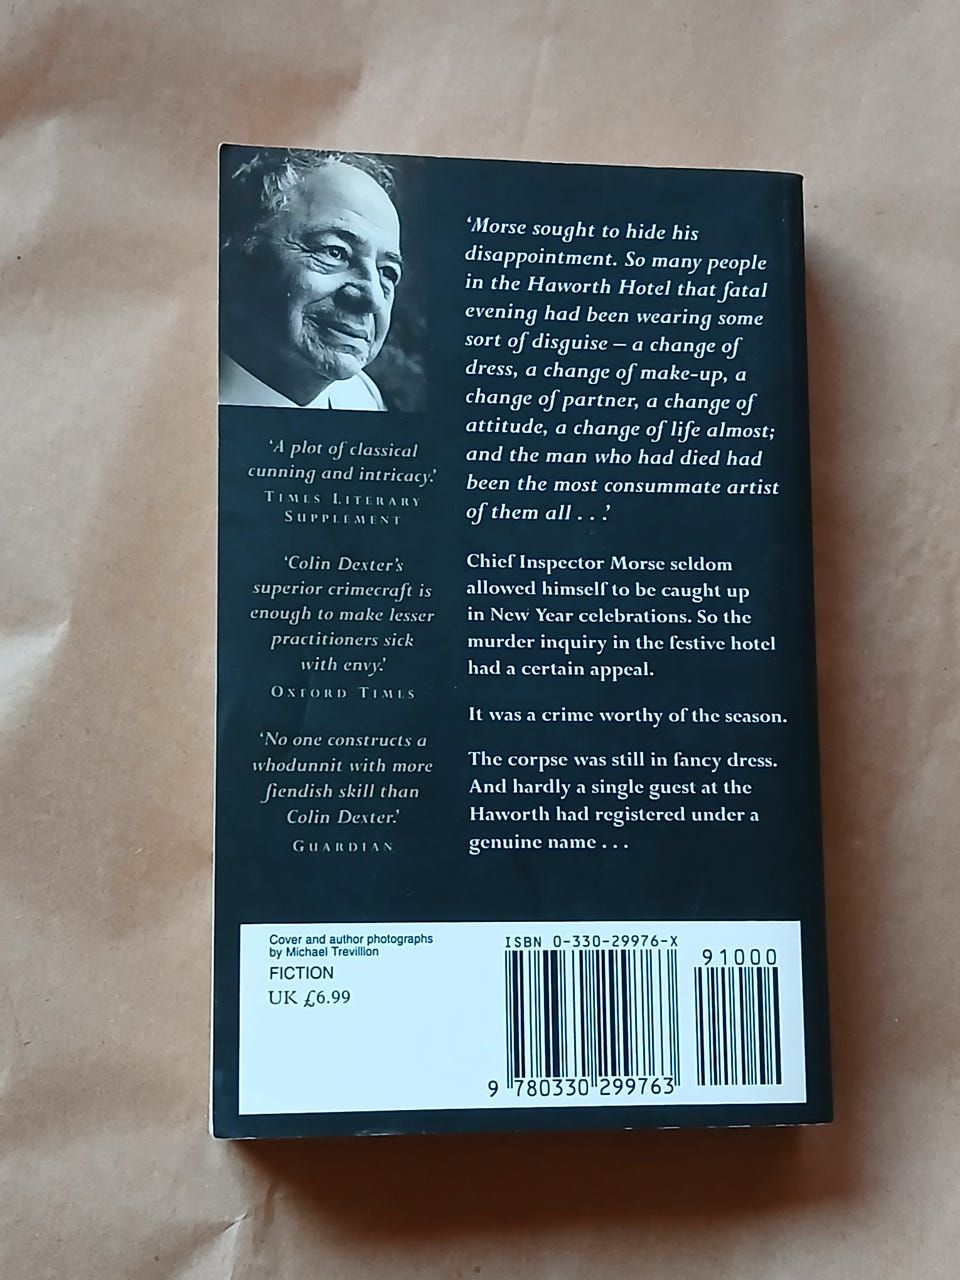 ‘A plot of classical
cunning and intricacy.’
TIMES LITERARY
SUPPLEMENT
‘Colin Dexter’s
superior crimecraft is
enough to make lesser
practitioners sick
with envy.’
OXFORD TIMES
‘No one constructs a
whodunnit with more
fiendish skill than
Colin Dexter.’
GUARDIAN
‘Morse sought to hide his
disappointment. So many people
in the Haworth Hotel that fatal
evening had been wearing some
sort of disguise – a change of
dress, a change of make-up, a
change of partner, a change of
attitude, a change of life almost;
and the man who had died had
been the most consummate artist
of them all . . .’
Chief Inspector Morse seldom
allowed himself to be caught up
in New Year celebrations. So the
murder inquiry in the festive hotel
had a certain appeal.
It was a crime worthy of the season.
The corpse was still in fancy dress.
And hardly a single guest at the
Haworth had registered under a
genuine name . . .
Cover and author photographs
by Michael Trevillion
FICTION
UK £6.99
ISBN 0-330-29976-X
91000
9 780330 299763